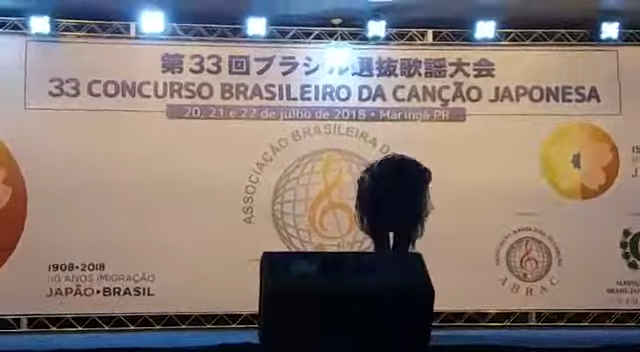 第33回ブラジル選抜歌謡大会
33 CONCURSO BRASILEIRO DA CANÇÃO JAPONESA
20, 21 e 22 de julho de 2018 • Maringá PR
ASSOCIAÇÃO BRASILEIRA D
1908•2018
110 ANOS IMIGRAÇÃO
JAPÃO•BRASIL
ABRAC